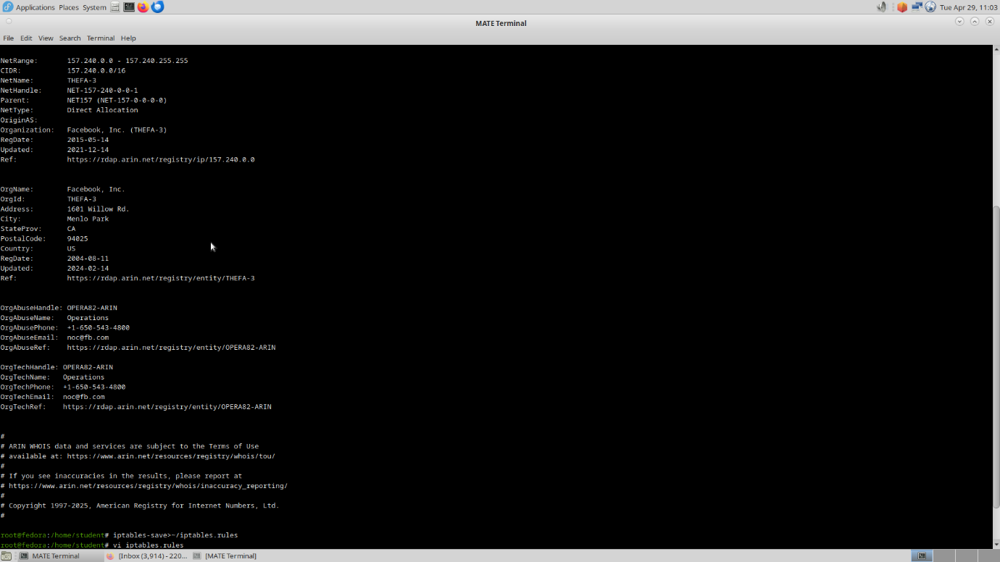 Applications Places System Tue Apr 29, 11:03
MATE Terminal
File Edit View Search Terminal Help
NetRange: 157.240.0.0 - 157.240.255.255
CIDR: 157.240.0.0/16
NetName: THEFA-3
NetHandle: NET-157-240-0-0-1
Parent: NET157 (NET-157-0-0-0-0)
NetType: Direct Allocation
OriginAS:
Organization: Facebook, Inc. (THEFA-3)
RegDate: 2015-05-14
Updated: 2021-12-14
Ref: https://rdap.arin.net/registry/ip/157.240.0.0
OrgName: Facebook, Inc.
OrgId: THEFA-3
Address: 1601 Willow Rd.
City: Menlo Park
StateProv: CA
PostalCode: 94025
Country: US
RegDate: 2004-08-11
Updated: 2024-02-14
Ref: https://rdap.arin.net/registry/entity/THEFA-3
OrgAbuseHandle: OPERA82-ARIN
OrgAbuseName: Operations
OrgAbusePhone: +1-650-543-4800
OrgAbuseEmail: noc@fb.com
OrgAbuseRef: https://rdap.arin.net/registry/entity/OPERA82-ARIN
OrgTechHandle: OPERA82-ARIN
OrgTechName: Operations
OrgTechPhone: +1-650-543-4800
OrgTechEmail: noc@fb.com
OrgTechRef: https://rdap.arin.net/registry/entity/OPERA82-ARIN
#
# ARIN WHOIS data and services are subject to the Terms of Use
# available at: https://www.arin.net/resources/registry/whois/tou/
#
# If you see inaccuracies in the results, please report at
# https://www.arin.net/resources/registry/whois/inaccuracy_reporting/
#
# Copyright 1997-2025, American Registry for Internet Numbers, Ltd.
#
root@fedora:/home/student# iptables-save>~/iptables.rules
root@fedora:/home/student# vi iptables.rules
MATE Terminal [Inbox (3,914) - 220... [MATE Terminal]